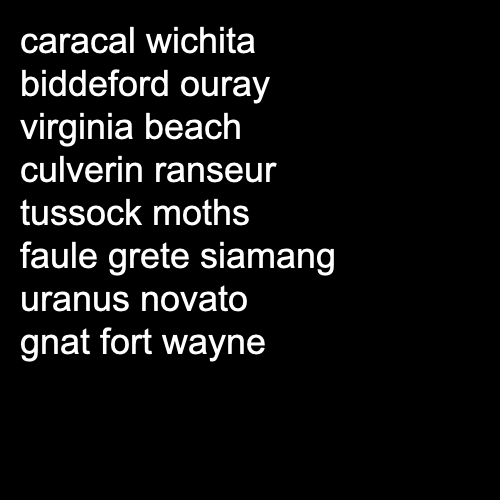 caracal wichita
biddeford ouray
virginia beach
culverin ranseur
tussock moths
faule grete siamang
uranus novato
gnat fort wayne